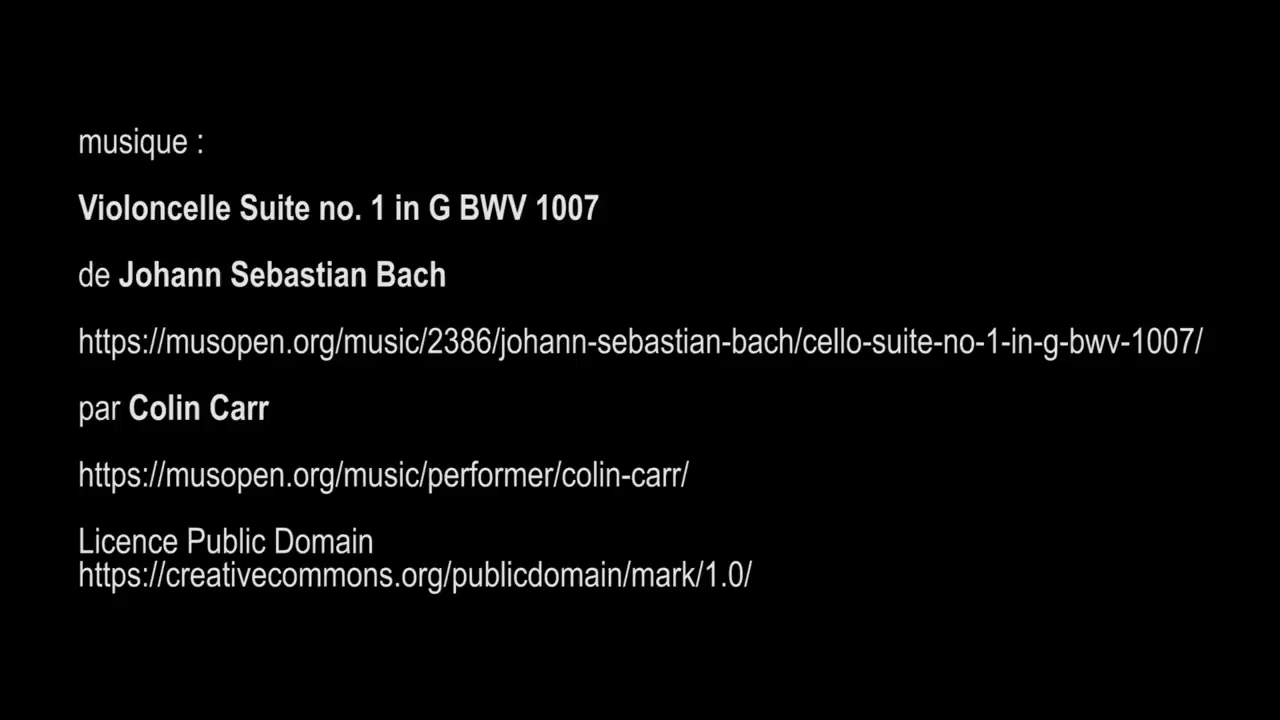 musique :
Violoncelle Suite no. 1 in G BWV 1007
de Johann Sebastian Bach
https://musopen.org/music/2386/johann-sebastian-bach/cello-suite-no-1-in-g-bwv-1007/
par Colin Carr
https://musopen.org/music/performer/colin-carr/
Licence Public Domain
https://creativecommons.org/publicdomain/mark/1.0/